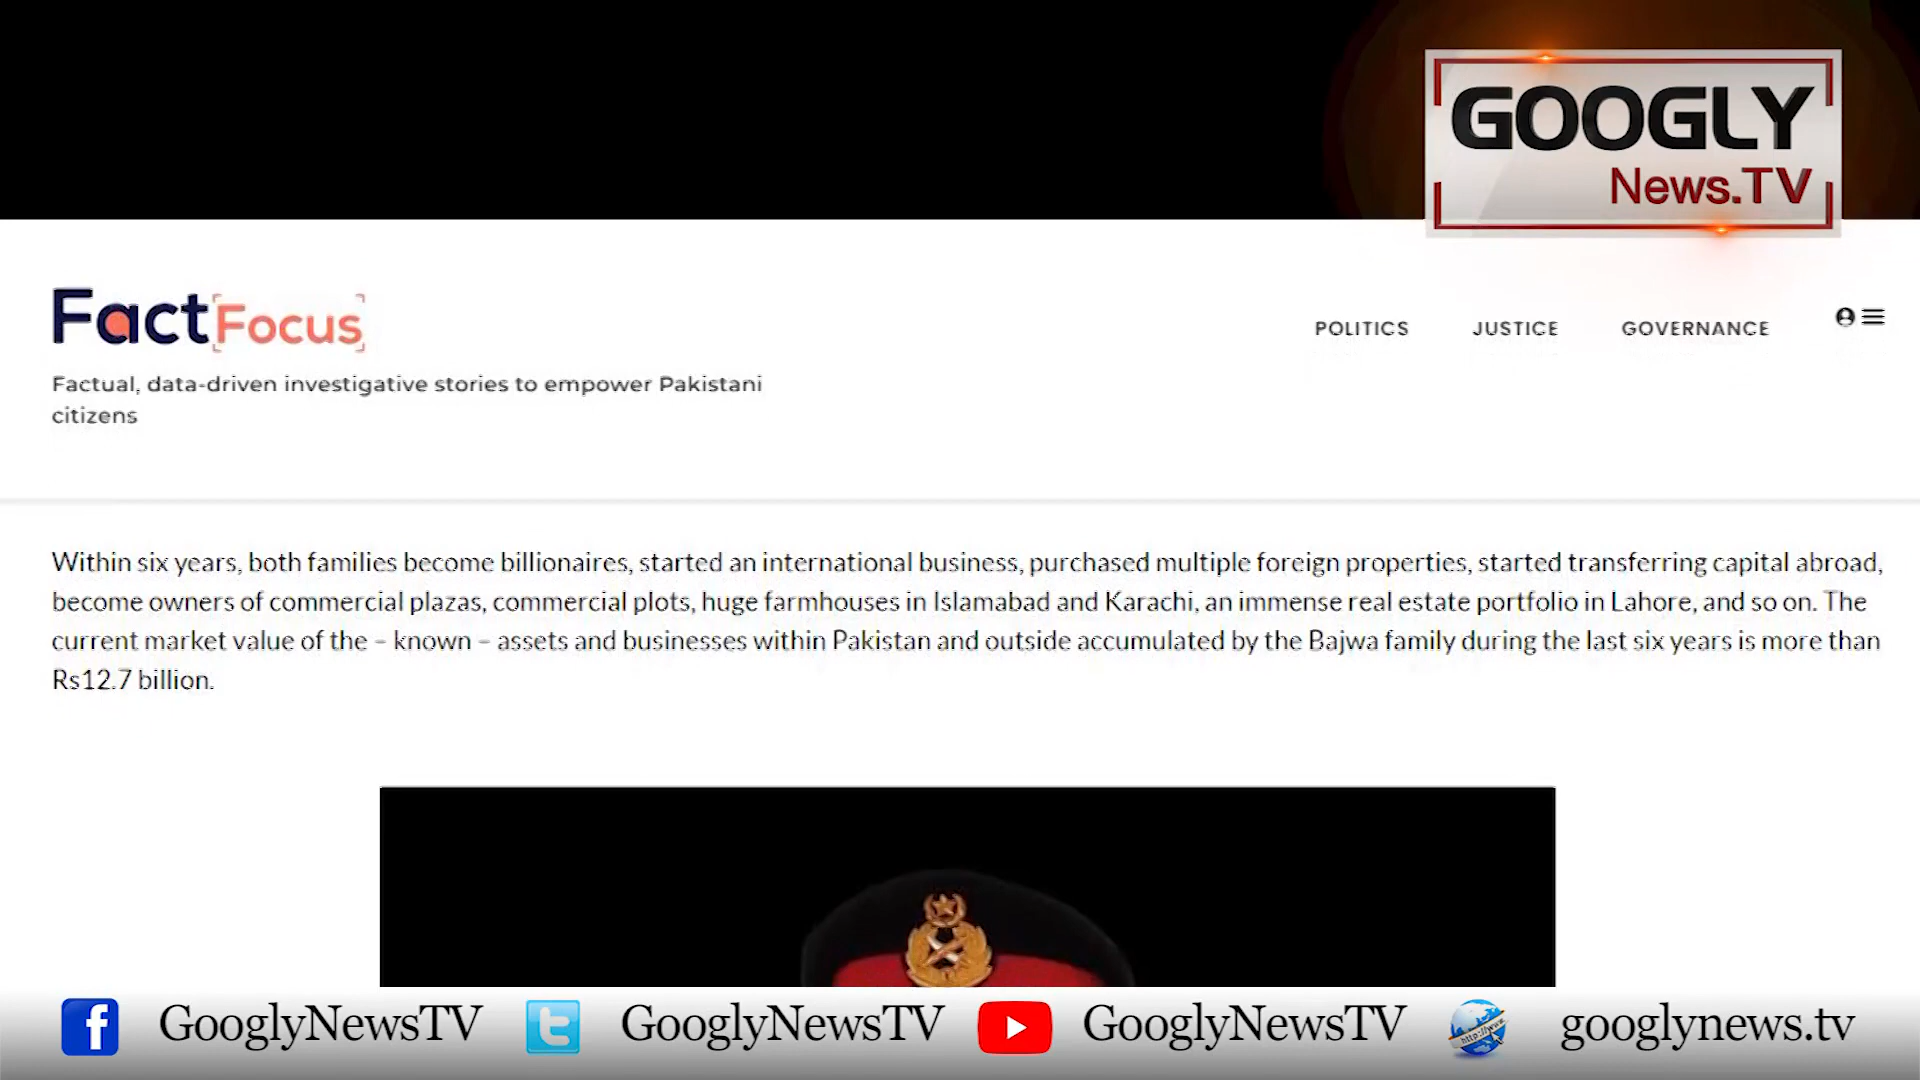 GOOGLY
News.TV
FactFocus
Factual, data-driven investigative stories to empower Pakistani
citizens
POLITICS JUSTICE GOVERNANCE
Within six years, both families become billionaires, started an international business, purchased multiple foreign properties, started transferring capital abroad,
become owners of commercial plazas, commercial plots, huge farmhouses in Islamabad and Karachi, an immense real estate portfolio in Lahore, and so on. The
current market value of the – known – assets and businesses within Pakistan and outside accumulated by the Bajwa family during the last six years is more than
Rs12.7 billion.
GooglyNewsTV GooglyNewsTV GooglyNewsTV http://www. googlynews.tv